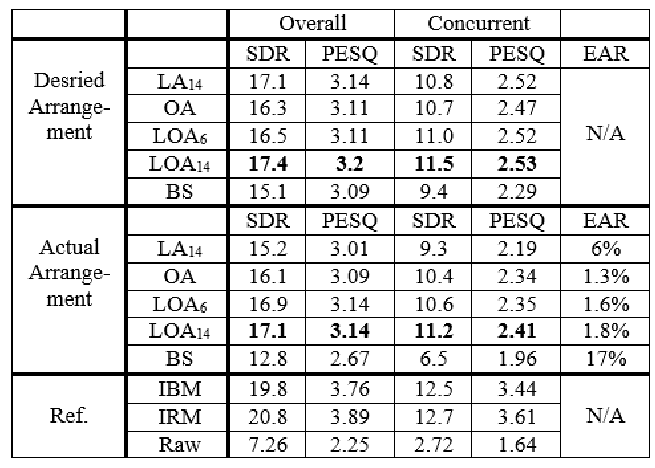 Overall Concurrent
SDR PESQ SDR PESQ EAR
Desried Arrange-ment
LA14 17.1 3.14 10.8 2.52
OA 16.3 3.11 10.7 2.47
LOA6 16.5 3.11 11.0 2.52 N/A
LOA14 17.4 3.2 11.5 2.53
BS 15.1 3.09 9.4 2.29
SDR PESQ SDR PESQ EAR
Actual Arrange-ment
LA14 15.2 3.01 9.3 2.19 6%
OA 16.1 3.09 10.4 2.34 1.3%
LOA6 16.9 3.14 10.6 2.35 1.6%
LOA14 17.1 3.14 11.2 2.41 1.8%
BS 12.8 2.67 6.5 1.96 17%
IBM 19.8 3.76 12.5 3.44
Ref. IRM 20.8 3.89 12.7 3.61 N/A
Raw 7.26 2.25 2.72 1.64